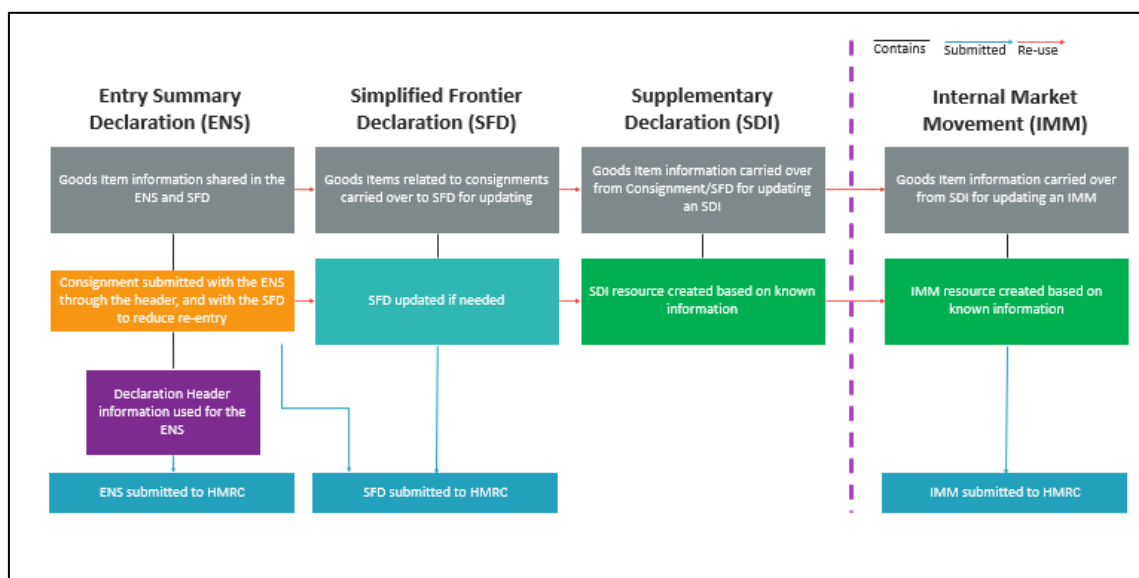 Contains
Submitted
Re-use
Entry Summary
Declaration (ENS)
Simplified Frontier
Declaration (SFD)
Supplementary
Declaration (SDI)
Internal Market
Movement (IMM)
Goods Item information shared in the
ENS and SFD
Goods Items related to consignments
carried over to SFD for updating
Goods Item information carried over
from Consignment/SFD for updating
an SDI
Goods Item information carried over
from SDI for updating an IMM
Consignment submitted with the ENS
through the header, and with the SFD
to reduce re-entry
SFD updated if needed
SDI resource created based on known
information
IMM resource created based on
known information
Declaration Header
information used for the
ENS
ENS submitted to HMRC
SFD submitted to HMRC
IMM submitted to HMRC